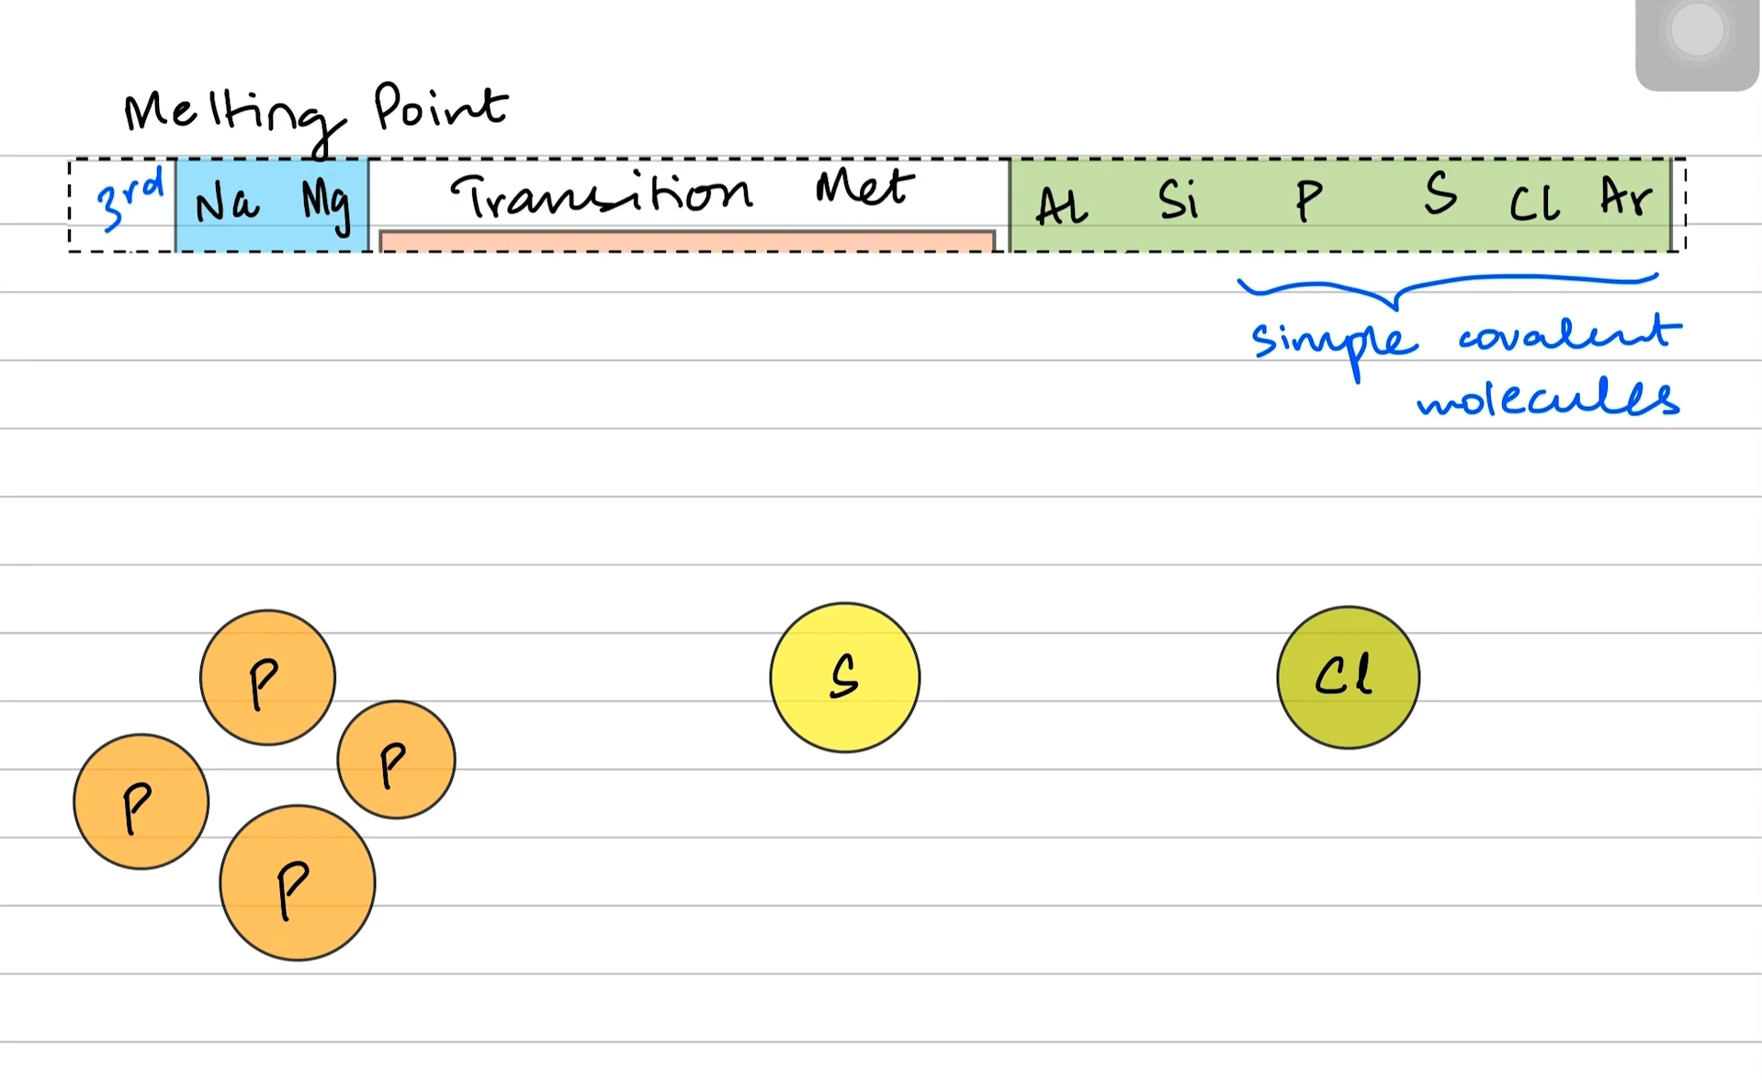 Melting Point
3rd Na Mg Transition Met Al Si P S Cl Ar
simple covalent
molecules
P S Cl
P
P
P